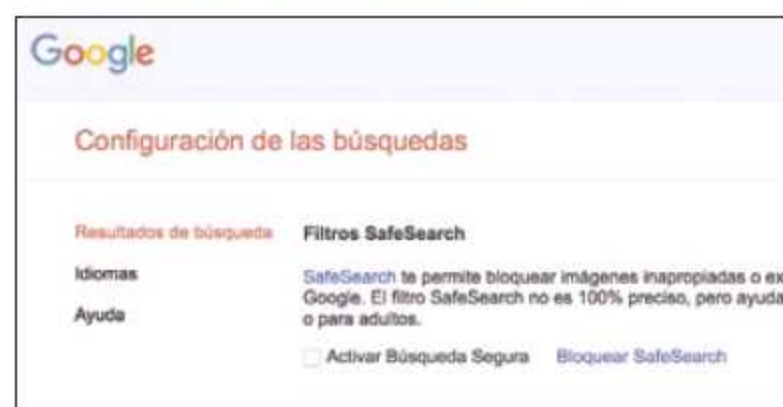 Google
Configuración de las búsquedas
Resultados de búsqueda
Idiomas
Ayuda
Filtros SafeSearch
SafeSearch te permite bloquear imágenes inapropiadas o ex
Google. El filtro SafeSearch no es 100% preciso, pero ayuda
o para adultos.
Activar Búsqueda Segura Bloquear SafeSearch